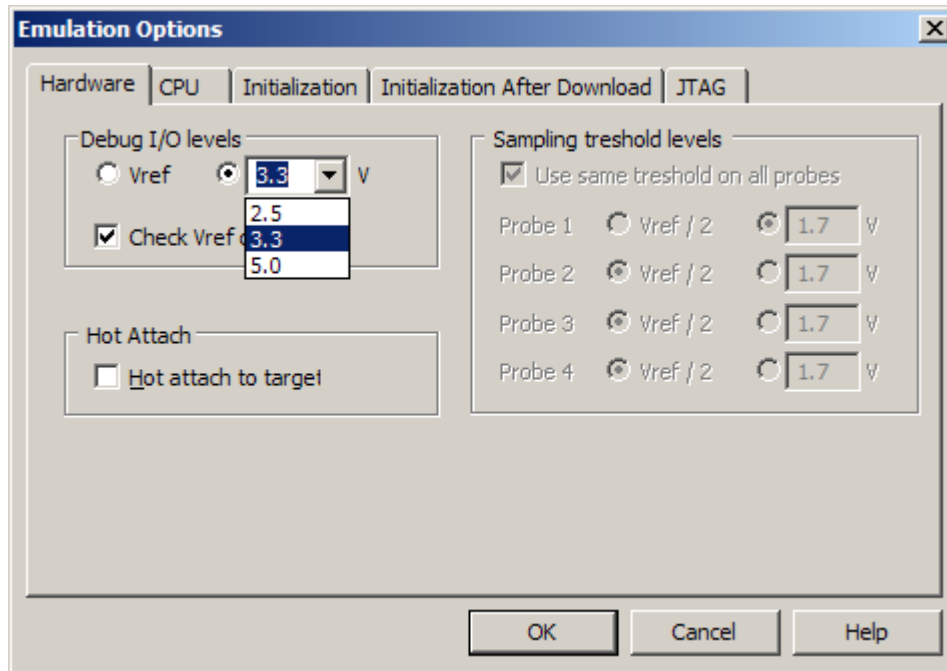 Emulation Options
Hardware CPU Initialization Initialization After Download JTAG
Debug I/O levels
Vref 3.3 V
2.5
3.3
5.0
Check Vref
Hot Attach
Hot attach to target
Sampling treshold levels
Use same treshold on all probes
Probe 1 Vref / 2 1.7 V
Probe 2 Vref / 2 1.7 V
Probe 3 Vref / 2 1.7 V
Probe 4 Vref / 2 1.7 V
OK Cancel Help